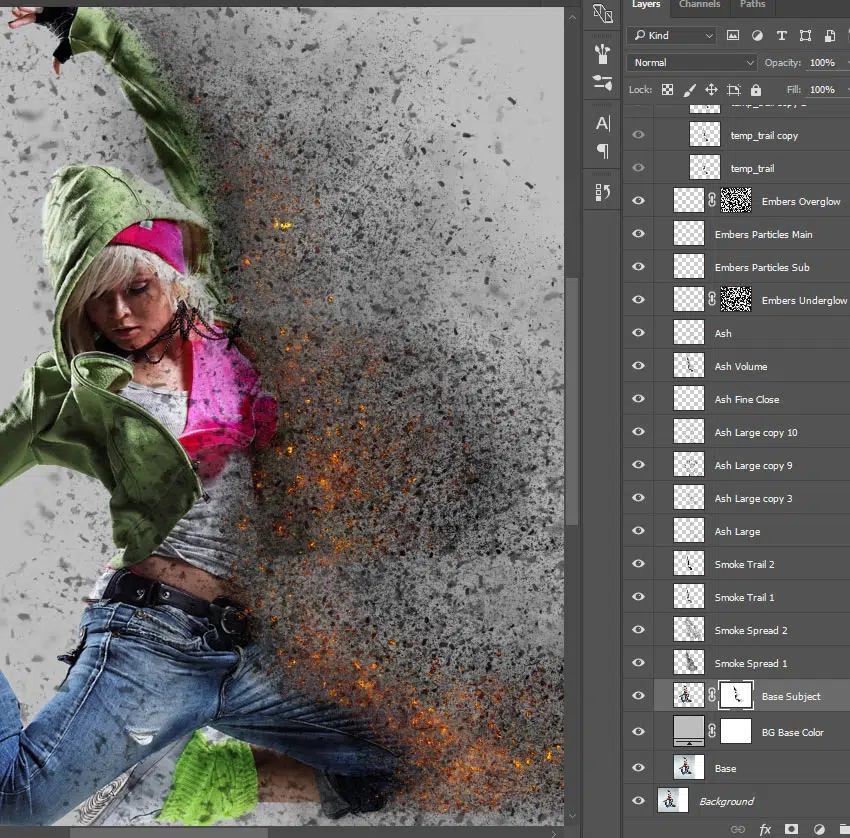 Layers Channels Paths
Kind
Normal Opacity: 100%
Lock: Fill: 100%
temp_trail copy
temp_trail
Embers Overglow
Embers Particles Main
Embers Particles Sub
Embers Underglow
Ash
Ash Volume
Ash Fine Close
Ash Large copy 10
Ash Large copy 9
Ash Large copy 3
Ash Large
Smoke Trail 2
Smoke Trail 1
Smoke Spread 2
Smoke Spread 1
Base Subject
BG Base Color
Base
Background
fx